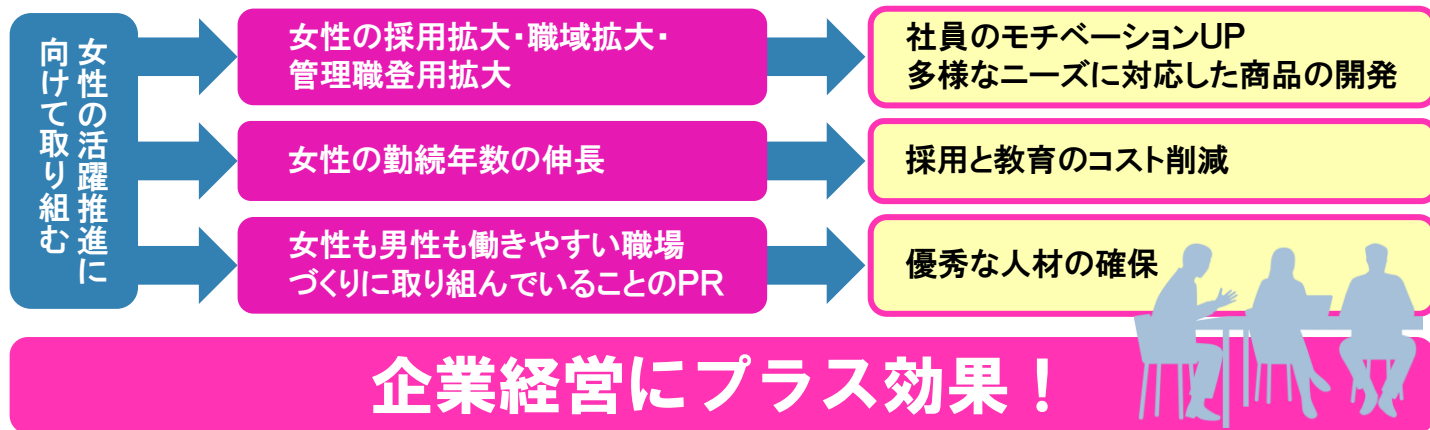 女性の活躍推進に
向けて取り組む
女性の採用拡大・職域拡大・
管理職登用拡大
社員のモチベーションUP
多様なニーズに対応した商品の開発
女性の勤続年数の伸長
採用と教育のコスト削減
女性も男性も働きやすい職場
づくりに取り組んでいることのPR
優秀な人材の確保
企業経営にプラス効果！